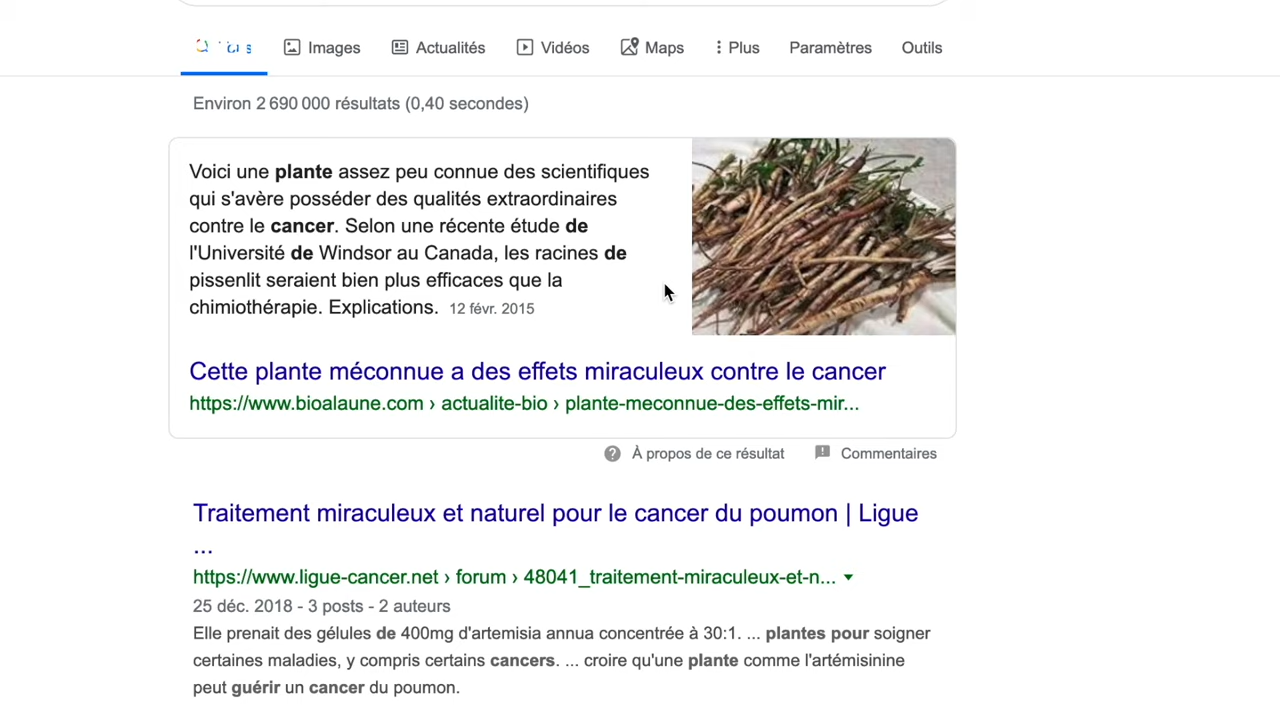 Images Actualités Vidéos Maps Plus Paramètres Outils
Environ 2 690 000 résultats (0,40 secondes)
Voici une plante assez peu connue des scientifiques
qui s'avère posséder des qualités extraordinaires
contre le cancer. Selon une récente étude de
l'Université de Windsor au Canada, les racines de
pissenlit seraient bien plus efficaces que la
chimiothérapie. Explications. 12 févr. 2015
Cette plante méconnue a des effets miraculeux contre le cancer
https://www.bioalaune.com › actualite-bio › plante-meconnue-des-effets-mir...
À propos de ce résultat Commentaires
Traitement miraculeux et naturel pour le cancer du poumon | Ligue
...
https://www.ligue-cancer.net › forum › 48041_traitement-miraculeux-et-n...
25 déc. 2018 - 3 posts - 2 auteurs
Elle prenait des gélules de 400mg d'artemisia annua concentrée à 30:1. ... plantes pour soigner
certaines maladies, y compris certains cancers. ... croire qu'une plante comme l'artémisinine
peut guérir un cancer du poumon.